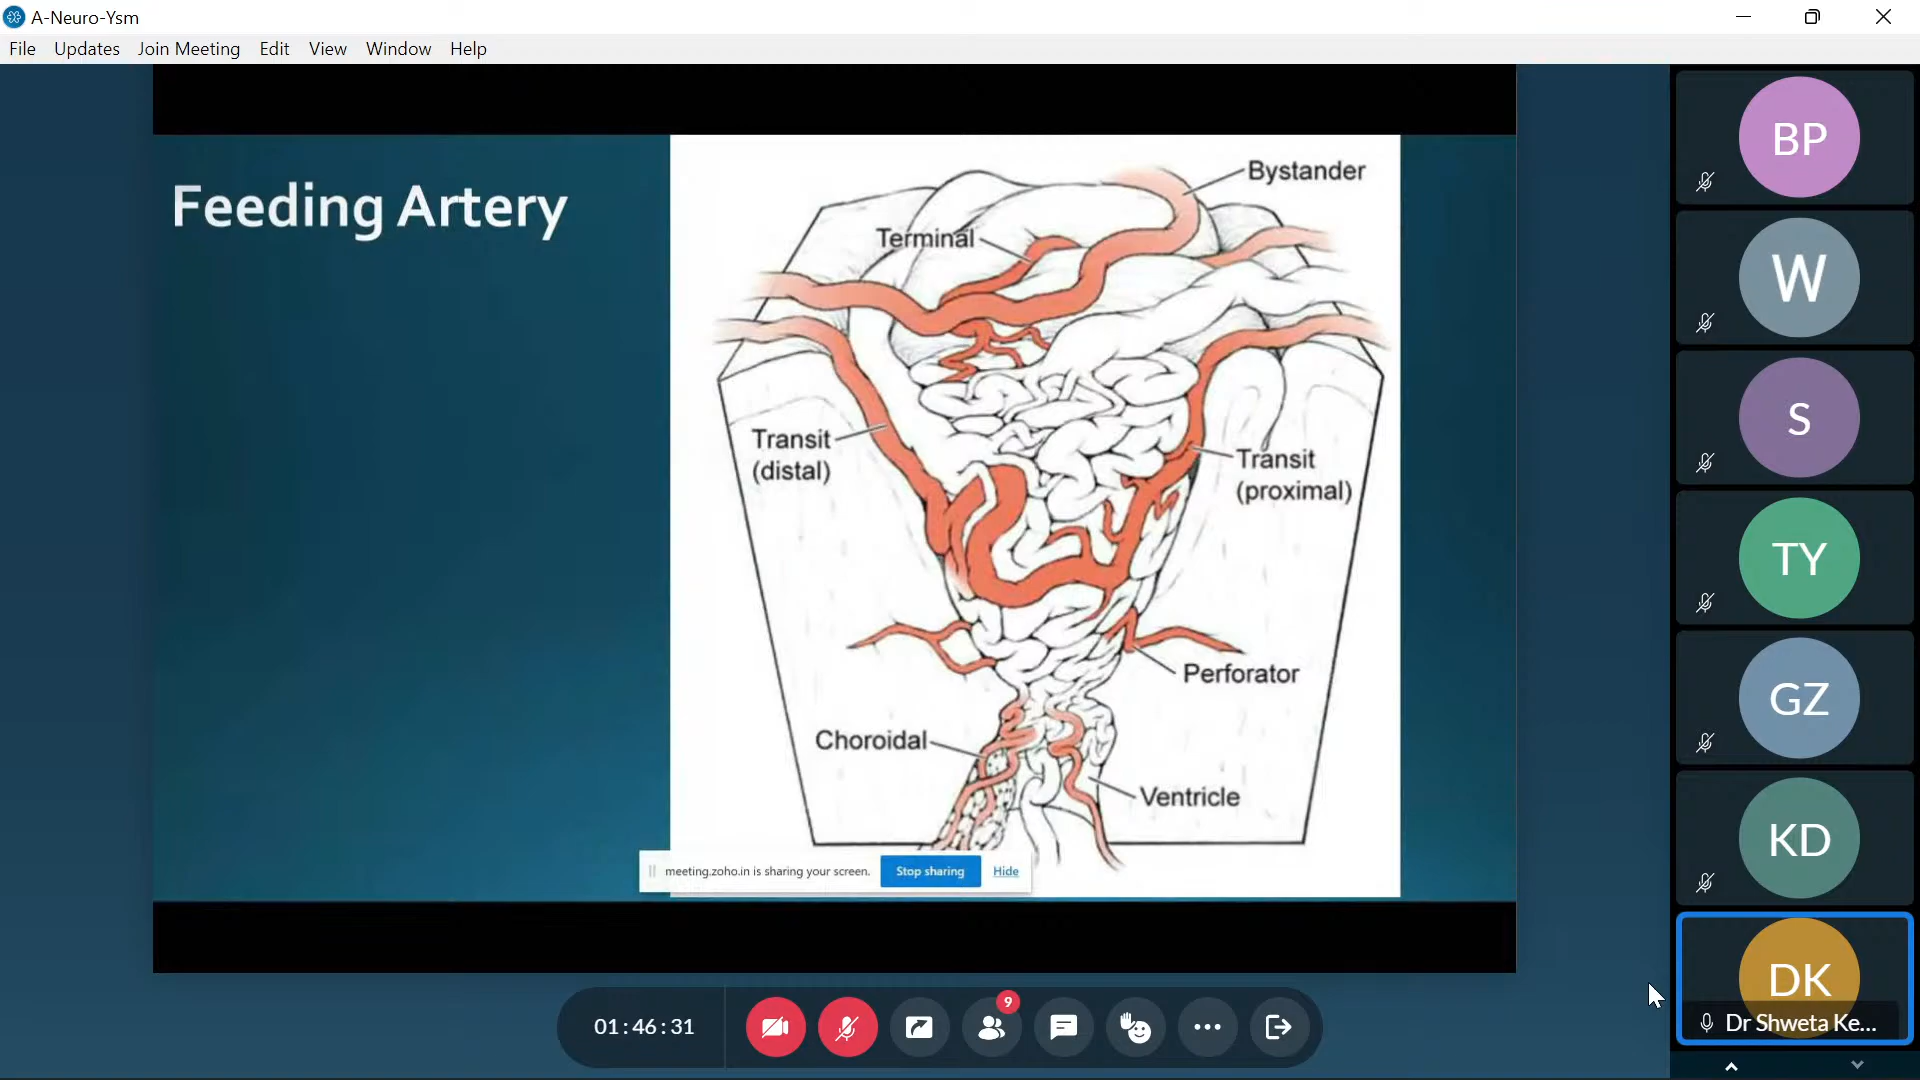 A-Neuro-Ysm
File Updates Join Meeting Edit View Window Help
Feeding Artery
Bystander
Terminal
Transit
(distal)
Transit
(proximal)
Perforator
Choroidal
Ventricle
meeting.zoho.in is sharing your screen. Stop sharing Hide
BP
W
S
TY
GZ
KD
DK
Dr Shweta Ke...
01:46:31
9